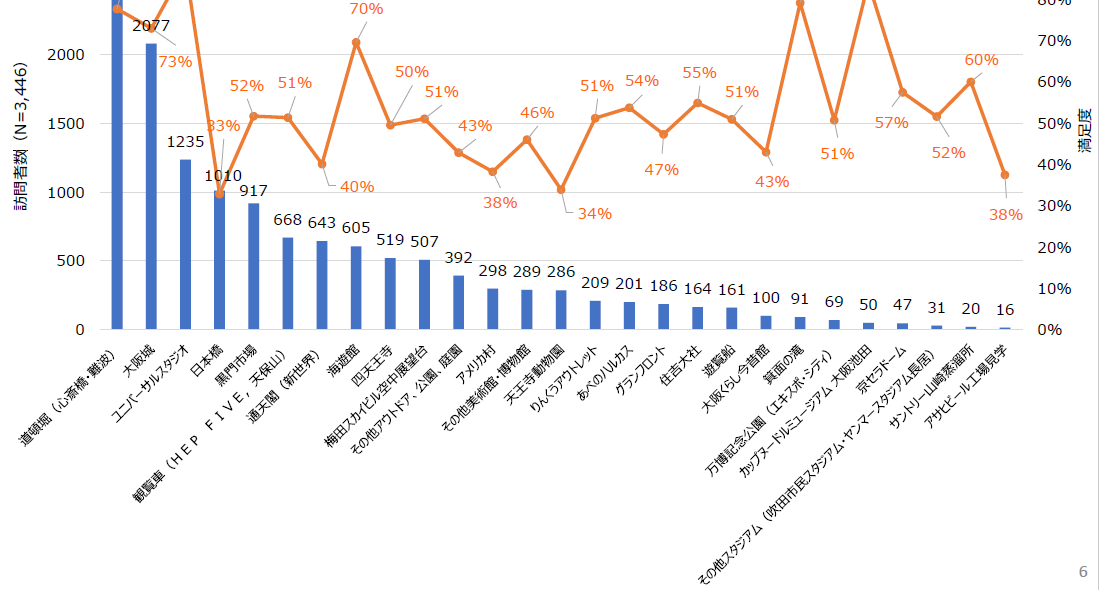 80%
2077
70%
70%
2000
73%
60%
60%
50%
51%
55%
54%
52%
51%
51%
51%
訪問者数（N=3,446）
46%
43%
1500
33%
57%
50%
満足度
1235
47%
51%
52%
43%
40%
1010
40%
1000
917
38%
34%
38%
30%
668
643
605
519
507
392
298
289
286
209
201
186
164
161
100
91
69
50
47
31
20
16
20%
500
10%
0
0%
道頓堀（心斎橋・難波）
大阪城
ユニバーサルスタジオ
日本橋
黒門市場
観覧車（ＨＥＰ　ＦＩＶＥ，天保山）
通天閣（新世界）
海遊館
四天王寺
梅田スカイビル空中展望台
その他アウトドア、公園、庭園
アメリカ村
その他美術館・博物館
天王寺動物園
りんくうアウトレット
あべのハルカス
グランフロント
住吉大社
遊覧船
大阪くらし今昔館
箕面の滝
万博記念公園（エキスポ・シティ）
カップヌードルミュージアム 大阪池田
京セラドーム
その他スタジアム（吹田市民スタジアム・ヤンマースタジアム長居）
サントリー山崎蒸留所
アサヒビール工場見学
6